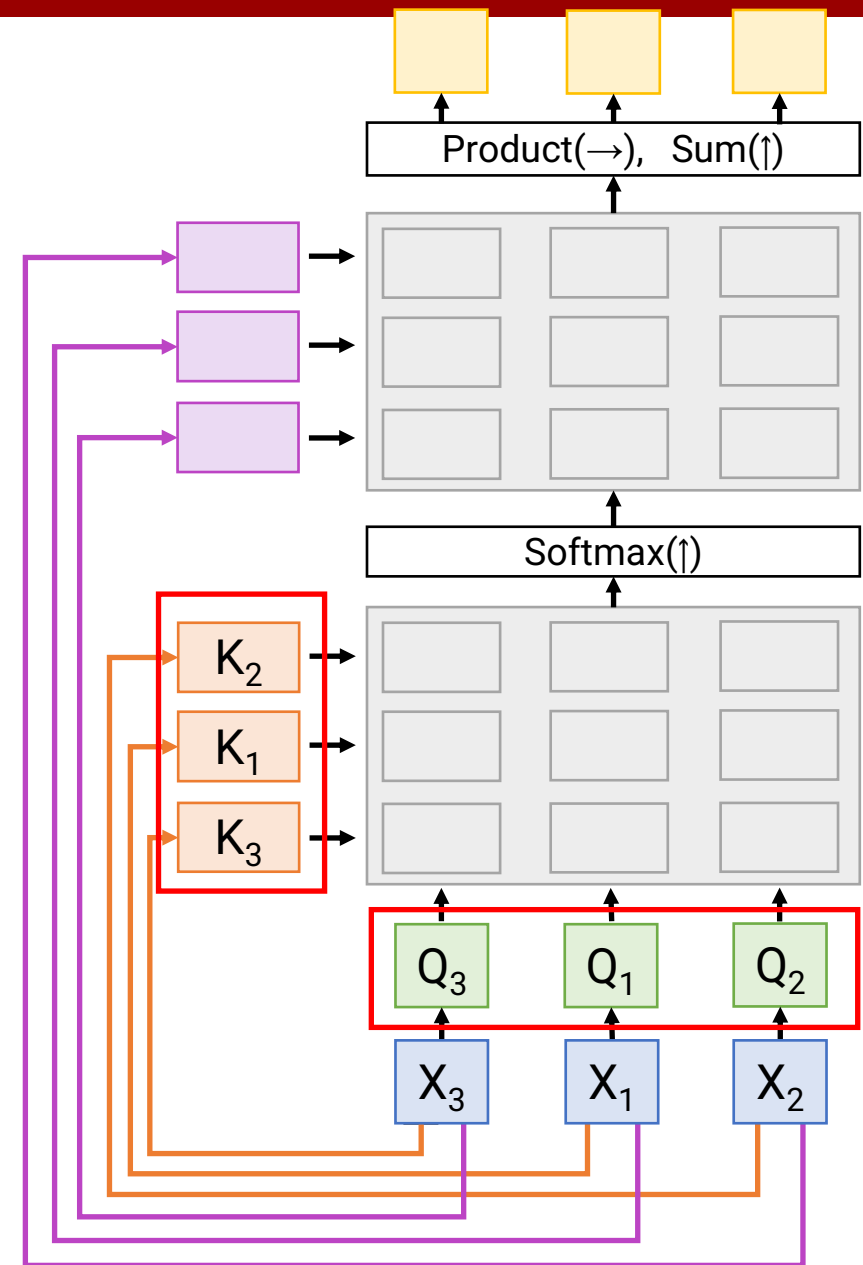 Product(→), Sum(↑)
Softmax(↑)
K₂
K₁
K₃
Q₃ Q₁ Q₂
X₃ X₁ X₂